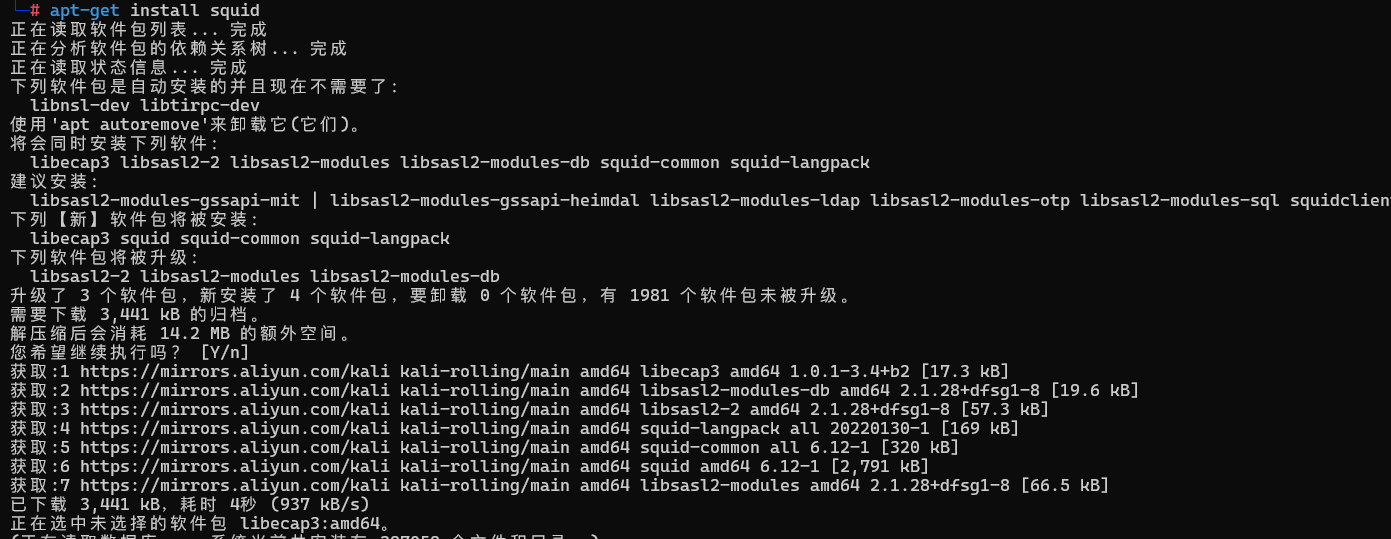 └─# apt-get install squid
正在读取软件包列表... 完成
正在分析软件包的依赖关系树... 完成
正在读取状态信息... 完成
下列软件包是自动安装的并且现在不需要了:
libnsl-dev libtirpc-dev
使用'apt autoremove'来卸载它(它们)。
将会同时安装下列软件:
libecap3 libsasl2-2 libsasl2-modules libsasl2-modules-db squid-common squid-langpack
建议安装:
libsasl2-modules-gssapi-mit | libsasl2-modules-gssapi-heimdal libsasl2-modules-ldap libsasl2-modules-otp libsasl2-modules-sql squidclien
下列【新】软件包将被安装:
libecap3 squid squid-common squid-langpack
下列软件包将被升级:
libsasl2-2 libsasl2-modules libsasl2-modules-db
升级了 3 个软件包，新安装了 4 个软件包，要卸载 0 个软件包，有 1981 个软件包未被升级。
需要下载 3,441 kB 的归档。
解压缩后会消耗 14.2 MB 的额外空间。
您希望继续执行吗？ [Y/n]
获取:1 https://mirrors.aliyun.com/kali kali-rolling/main amd64 libecap3 amd64 1.0.1-3.4+b2 [17.3 kB]
获取:2 https://mirrors.aliyun.com/kali kali-rolling/main amd64 libsasl2-modules-db amd64 2.1.28+dfsg1-8 [19.6 kB]
获取:3 https://mirrors.aliyun.com/kali kali-rolling/main amd64 libsasl2-2 amd64 2.1.28+dfsg1-8 [57.3 kB]
获取:4 https://mirrors.aliyun.com/kali kali-rolling/main amd64 squid-langpack all 20220130-1 [169 kB]
获取:5 https://mirrors.aliyun.com/kali kali-rolling/main amd64 squid-common all 6.12-1 [320 kB]
获取:6 https://mirrors.aliyun.com/kali kali-rolling/main amd64 squid amd64 6.12-1 [2,791 kB]
获取:7 https://mirrors.aliyun.com/kali kali-rolling/main amd64 libsasl2-modules amd64 2.1.28+dfsg1-8 [66.5 kB]
已下载 3,441 kB，耗时 4秒 (937 kB/s)
正在选中未选择的软件包 libecap3:amd64。